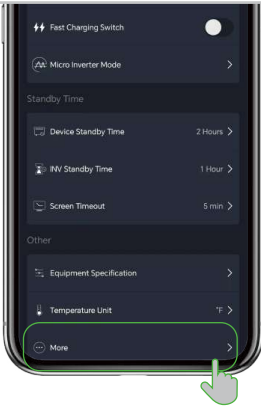 Fast Charging Switch
Micro Inverter Mode
Standby Time
Device Standby Time 2 Hours
INV Standby Time 1 Hour
Screen Timeout 5 min
Other
Equipment Specification
Temperature Unit °F
More